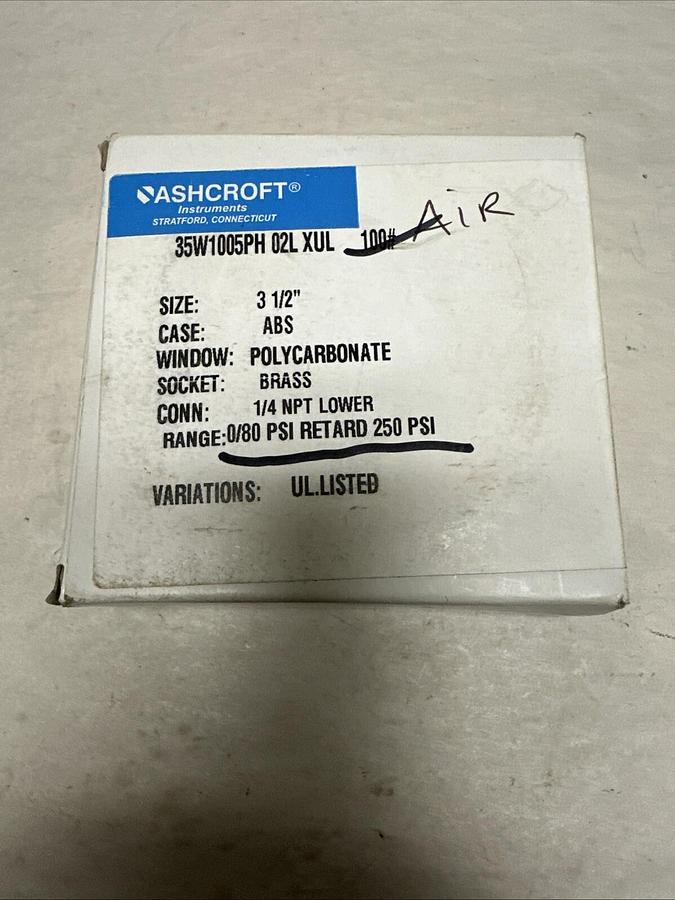 ASHCROFT®
Instruments
STRATFORD, CONNECTICUT
35W1005PH 02L XUL 100# AiR
SIZE: 3 1/2"
CASE: ABS
WINDOW: POLYCARBONATE
SOCKET: BRASS
CONN: 1/4 NPT LOWER
RANGE:0/80 PSI RETARD 250 PSI
VARIATIONS: UL.LISTED